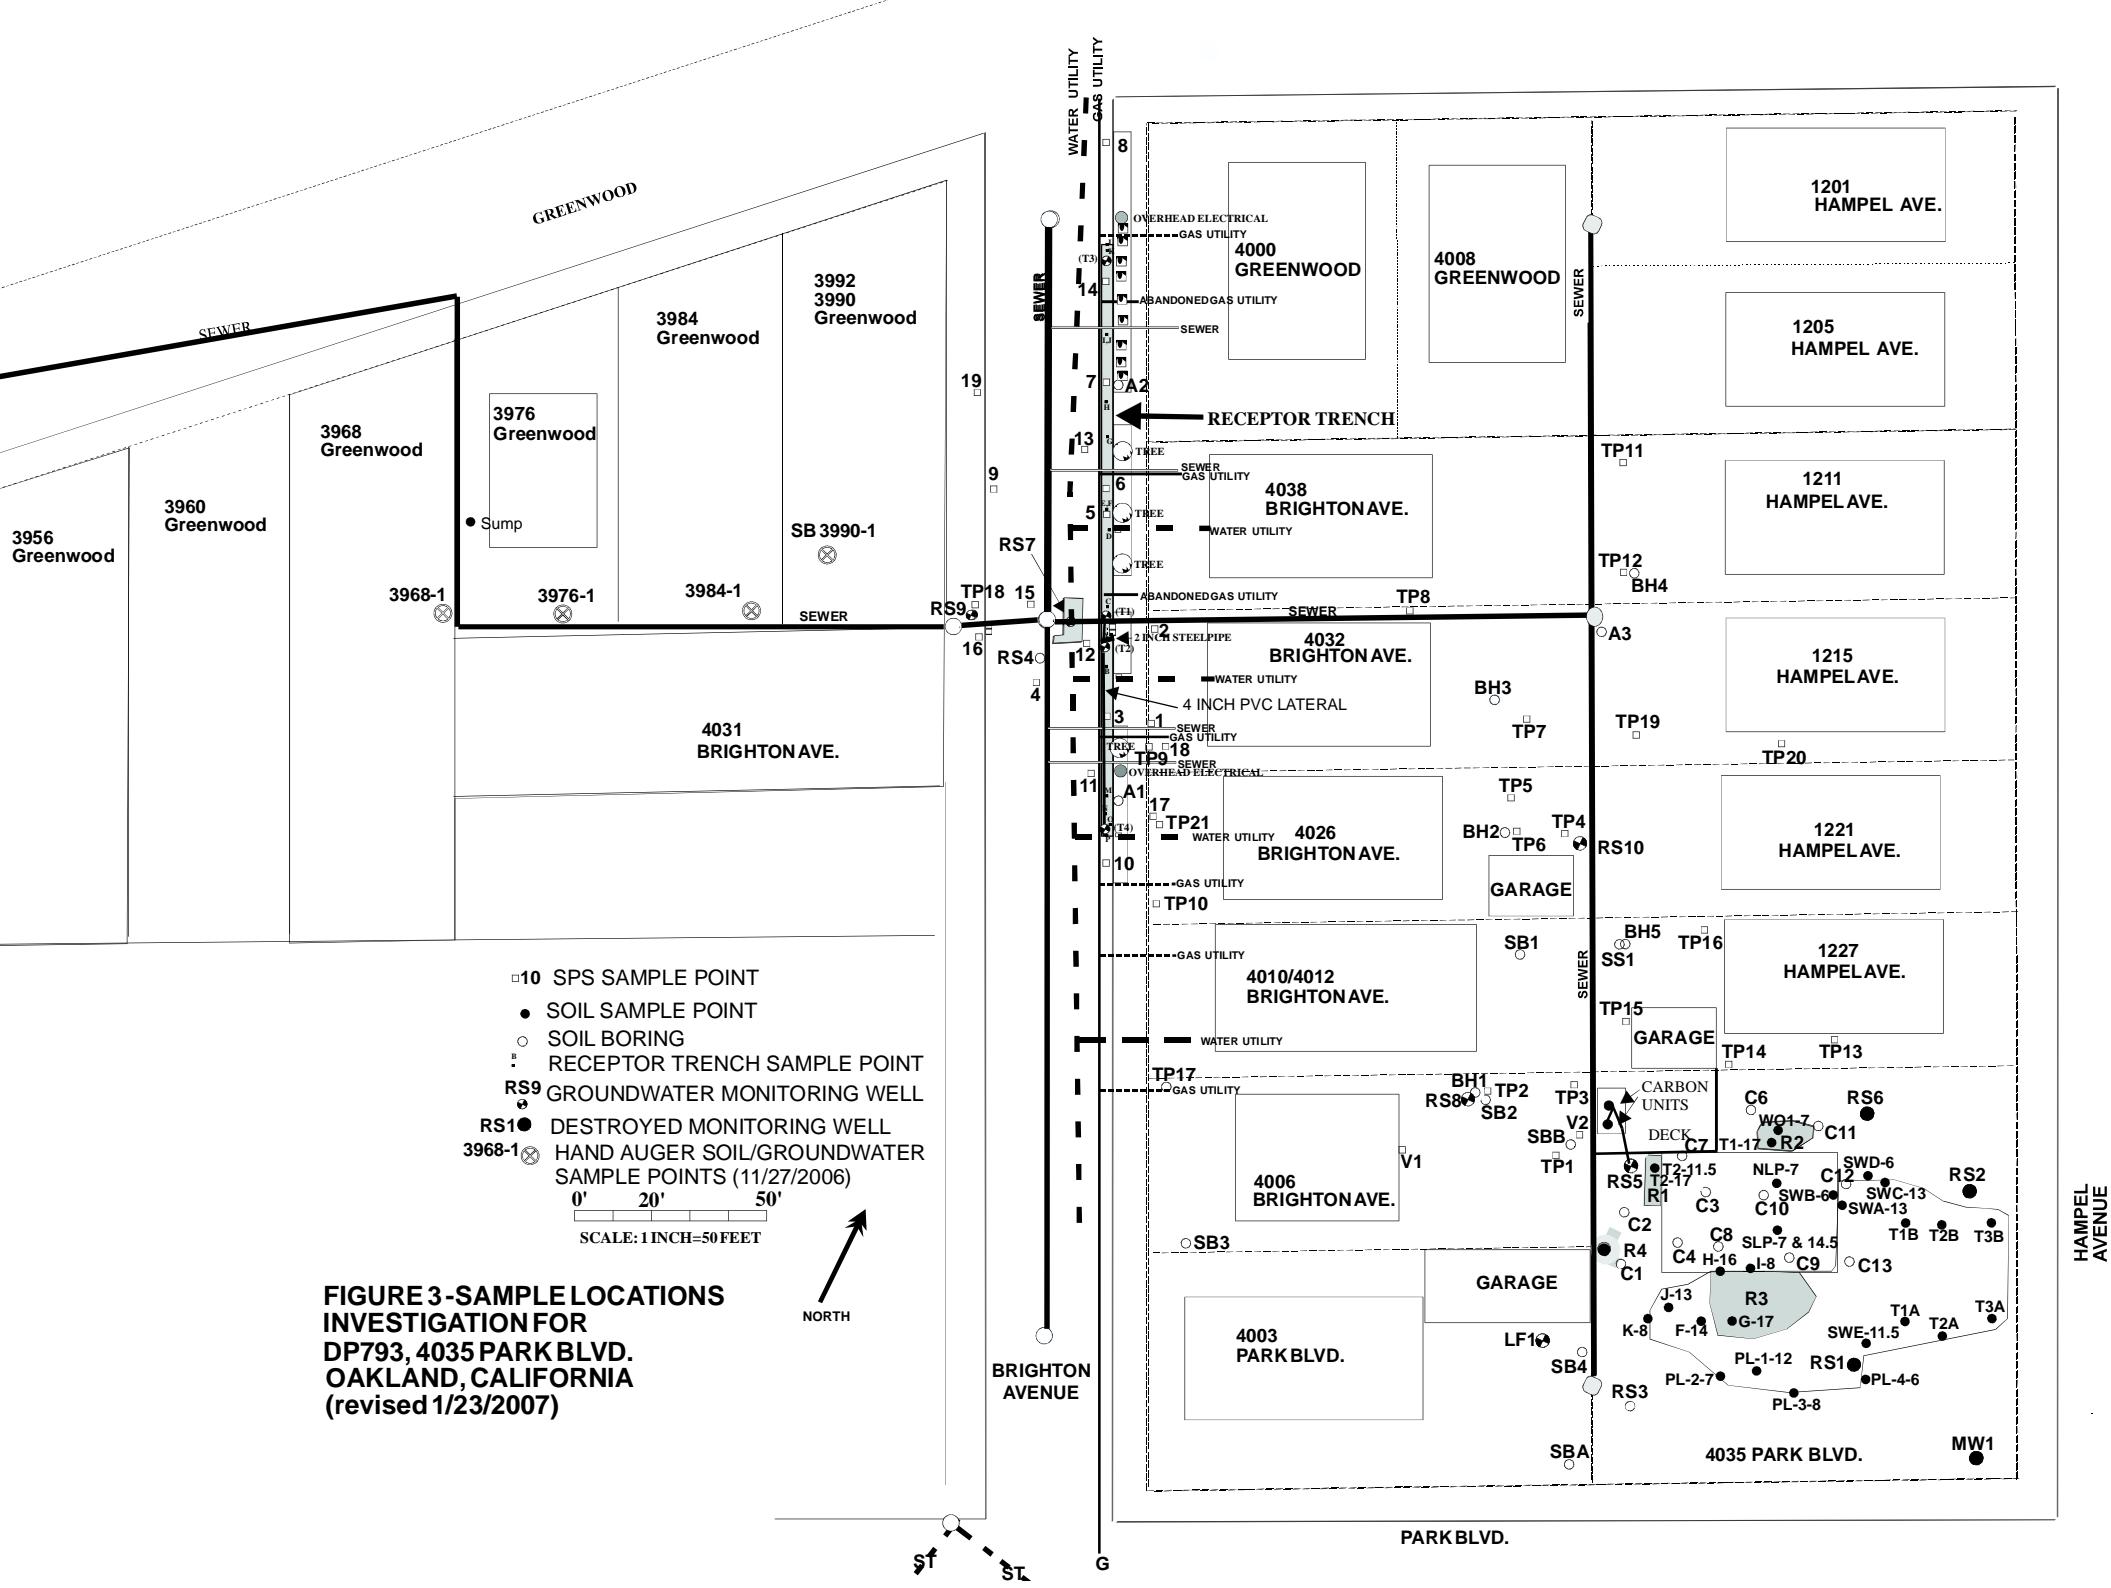 WATER UTILITY
GAS UTILITY
8
GREENWOOD
OVERHEAD ELECTRICAL
GAS UTILITY
(T3)
14
ABANDONED GAS UTILITY
SEWER
SEWER
SEWER
SEWER
4000
GREENWOOD
4008
GREENWOOD
1201
HAMPEL AVE.
1205
HAMPEL AVE.
3992
3990
Greenwood
3984
Greenwood
3976
Greenwood
3968
Greenwood
3960
Greenwood
3956
Greenwood
Sump
19
9
7
A2
H
RECEPTOR TRENCH
13
G
TREE
SEWER
GAS UTILITY
6
5
TREE
D
WATER UTILITY
TREE
4038
BRIGHTON AVE.
TP11
1211
HAMPEL AVE.
TP12
BH4
SB 3990-1
RS7
3968-1
3976-1
3984-1
SEWER
RS9
TP18
15
16
RS4
4
C
ABANDONED GAS UTILITY
(T1)
2
2 INCH STEEL PIPE
12
(T2)
B
WATER UTILITY
4 INCH PVC LATERAL
SEWER
TP8
A3
4032
BRIGHTON AVE.
1215
HAMPEL AVE.
BH3
TP7
TP19
TP20
3
1
SEWER
GAS UTILITY
TREE
TP9
18
SEWER
OVERHEAD ELECTRICAL
11
M
A1
17
TP21
(T4)
WATER UTILITY
10
GAS UTILITY
TP10
4031
BRIGHTON AVE.
4026
BRIGHTON AVE.
TP5
BH2
TP6
TP4
RS10
GARAGE
1221
HAMPEL AVE.
SB1
BH5
SS1
TP16
1227
HAMPEL AVE.
GAS UTILITY
4010/4012
BRIGHTON AVE.
SEWER
TP15
GARAGE
TP14
TP13
WATER UTILITY
TP17
GAS UTILITY
10 SPS SAMPLE POINT
SOIL SAMPLE POINT
SOIL BORING
B
RECEPTOR TRENCH SAMPLE POINT
RS9
GROUNDWATER MONITORING WELL
RS1 DESTROYED MONITORING WELL
3968-1 HAND AUGER SOIL/GROUNDWATER
SAMPLE POINTS (11/27/2006)
0' 20' 50'
SCALE: 1 INCH=50 FEET
NORTH
FIGURE 3 -SAMPLE LOCATIONS
INVESTIGATION FOR
DP793, 4035 PARK BLVD.
OAKLAND, CALIFORNIA
(revised 1/23/2007)
BRIGHTON
AVENUE
BH1
RS8
TP2
SB2
TP3
V2
SBB
TP1
V1
4006
BRIGHTON AVE.
SB3
GARAGE
4003
PARK BLVD.
LF1
SB4
RS3
SBA
CARBON
UNITS
DECK
C6
WO1-7
RS6
C11
R2
C7
T1-17
T2-11.5
T2-17
R1
RS5
NLP-7
C12
SWD-6
RS2
SWB-6
SWC-13
SWA-13
C3
C10
C2
T1B
T2B
T3B
C8
SLP-7 & 14.5
R4
C4
H-16
I-8
C9
C13
C1
J-13
R3
K-8
F-14
G-17
T1A
T2A
T3A
SWE-11.5
PL-1-12
RS1
PL-2-7
PL-4-6
PL-3-8
4035 PARK BLVD.
MW1
HAMPEL
AVENUE
PARK BLVD.
ST
ST
G